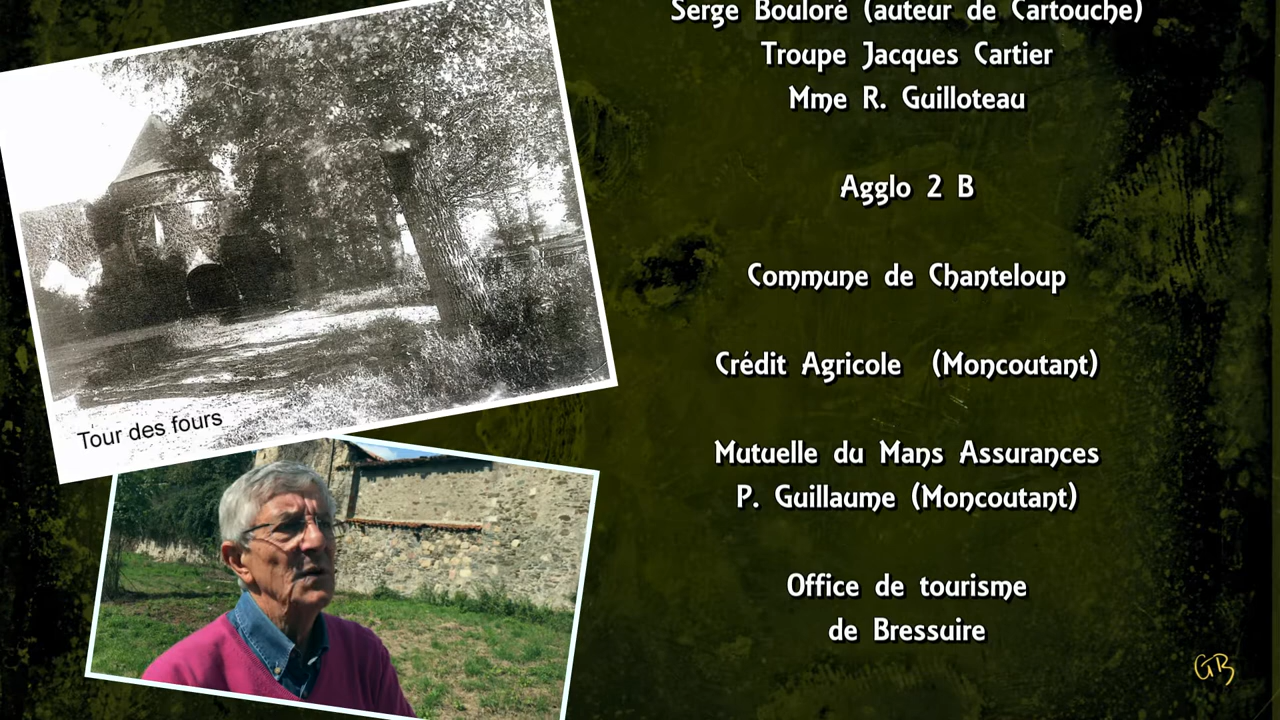 Serge Bouloré (auteur de Cartouche)
Troupe Jacques Cartier
Mme R. Guilloteau
Agglo 2 B
Commune de Chanteloup
Crédit Agricole (Moncoutant)
Mutuelle du Mans Assurances
P. Guillaume (Moncoutant)
Office de tourisme
de Bressuire
Tour des fours
GB